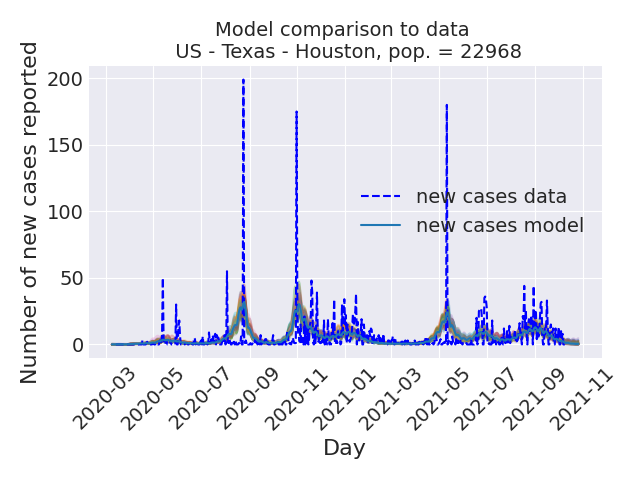 Model comparison to data
US - Texas - Houston, pop. = 22968
Number of new cases reported
200
150
100
50
0
new cases data
new cases model
2020-03
2020-05
2020-07
2020-09
2020-11
2021-01
2021-03
2021-05
2021-07
2021-09
2021-11
Day